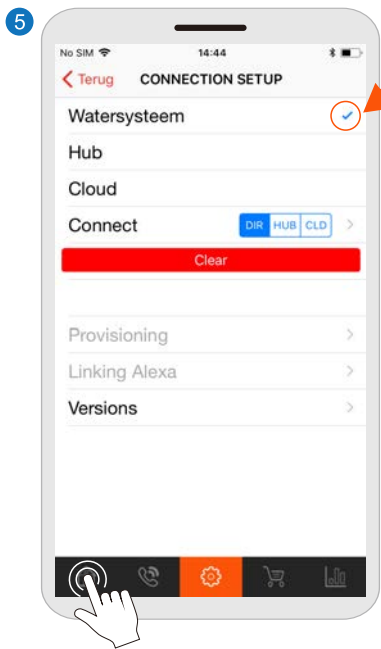 5
No SIM 14:44
Terug CONNECTION SETUP
Watersysteem
Hub
Cloud
Connect DIR HUB CLD
Clear
Provisioning
Linking Alexa
Versions